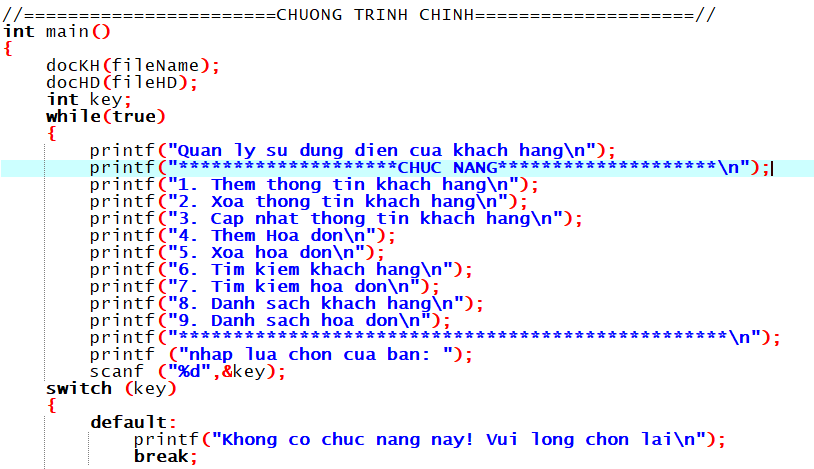 //=======================CHUONG TRINH CHINH====================//
int main()
{
    docKH(fileName);
    docHD(fileHD);
    int key;
    while(true)
    {
        printf("Quan ly su dung dien cua khach hang\n");
        printf("********************CHUC NANG********************\n");
        printf("1. Them thong tin khach hang\n");
        printf("2. Xoa thong tin khach hang\n");
        printf("3. Cap nhat thong tin khach hang\n");
        printf("4. Them Hoa don\n");
        printf("5. Xoa hoa don\n");
        printf("6. Tim kiem khach hang\n");
        printf("7. Tim kiem hoa don\n");
        printf("8. Danh sach khach hang\n");
        printf("9. Danh sach hoa don\n");
        printf("**************************************************\n");
        printf ("nhap lua chon cua ban: ");
        scanf ("%d",&key);
    switch (key)
    {
        default:
            printf("Khong co chuc nang nay! Vui long chon lai\n");
            break;